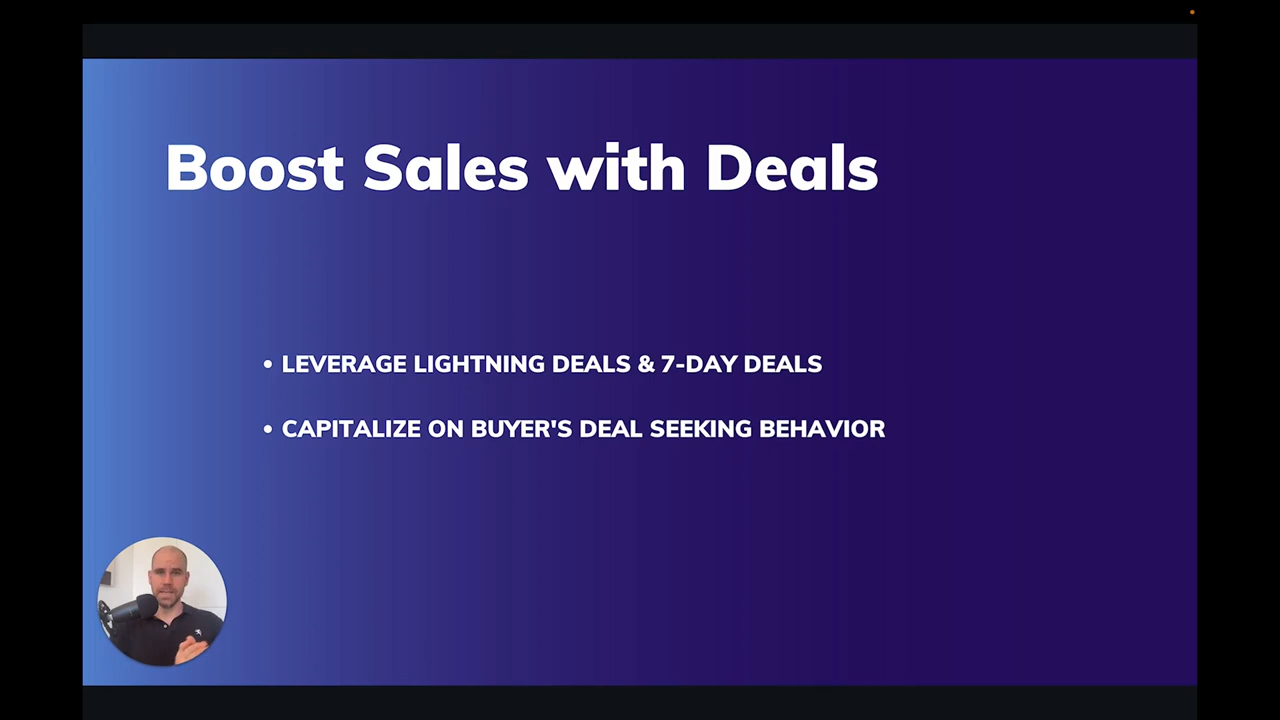 Boost Sales with Deals
• LEVERAGE LIGHTNING DEALS & 7-DAY DEALS
• CAPITALIZE ON BUYER'S DEAL SEEKING BEHAVIOR